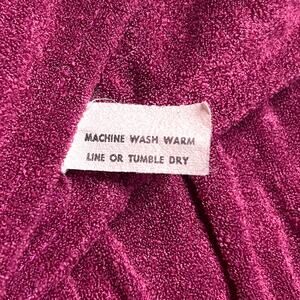 MACHINE WASH WARM
LINE OR TUMBLE DRY